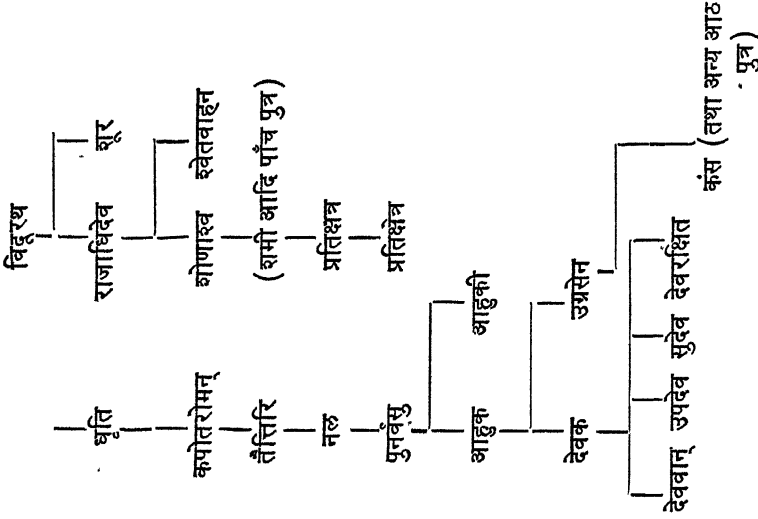 विदूरथ
राजाधिदेव शूर
शोणाश्व श्वेतवाहन
(शमी आदि पाँच पुत्र)
प्रतिक्षत्र
प्रतिक्षेत्र
धृति
कपोतरोमन्
तैत्तिरि
नल
पुनर्वसु
आहुक आहुकी
देवक उग्रसेन
देववान् उपदेव सुदेव देवरक्षित
कंस (तथा अन्य आठ
पुत्र)